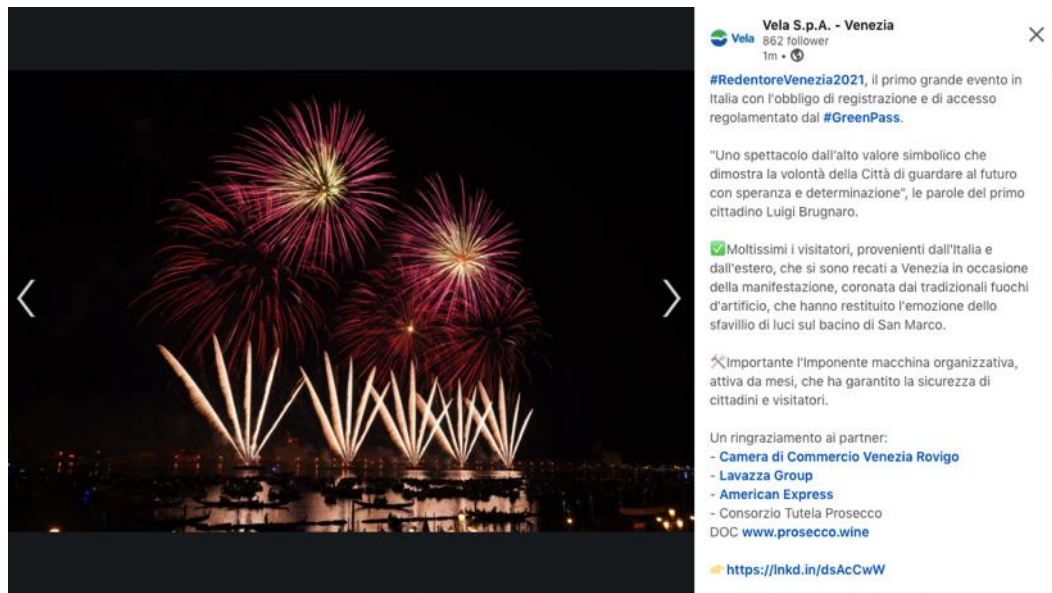 Vela
Vela S.p.A. - Venezia
862 follower
1m •
#RedentoreVenezia2021, il primo grande evento in
Italia con l'obbligo di registrazione e di accesso
regolamentato dal #GreenPass.
"Uno spettacolo dall'alto valore simbolico che
dimostra la volontà della Città di guardare al futuro
con speranza e determinazione", le parole del primo
cittadino Luigi Brugnaro.
✅Moltissimi i visitatori, provenienti dall'Italia e
dall'estero, che si sono recati a Venezia in occasione
della manifestazione, coronata dai tradizionali fuochi
d'artificio, che hanno restituito l'emozione dello
sfavillio di luci sul bacino di San Marco.
🛠Importante l'Imponente macchina organizzativa,
attiva da mesi, che ha garantito la sicurezza di
cittadini e visitatori.
Un ringraziamento ai partner:
- Camera di Commercio Venezia Rovigo
- Lavazza Group
- American Express
- Consorzio Tutela Prosecco
DOC www.prosecco.wine
👉https://lnkd.in/dsAcCwW